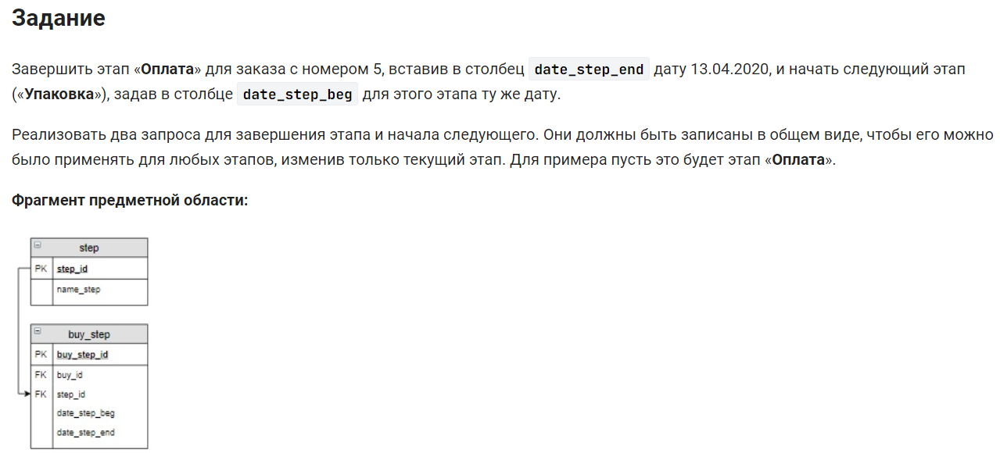 Задание
Завершить этап «Оплата» для заказа с номером 5, вставив в столбец date_step_end дату 13.04.2020, и начать следующий этап
(«Упаковка»), задав в столбце date_step_beg для этого этапа ту же дату.
Реализовать два запроса для завершения этапа и начала следующего. Они должны быть записаны в общем виде, чтобы его можно
было применять для любых этапов, изменив только текущий этап. Для примера пусть это будет этап «Оплата».
Фрагмент предметной области:
step
PK step_id
name_step
buy_step
PK buy_step_id
FK buy_id
FK step_id
date_step_beg
date_step_end